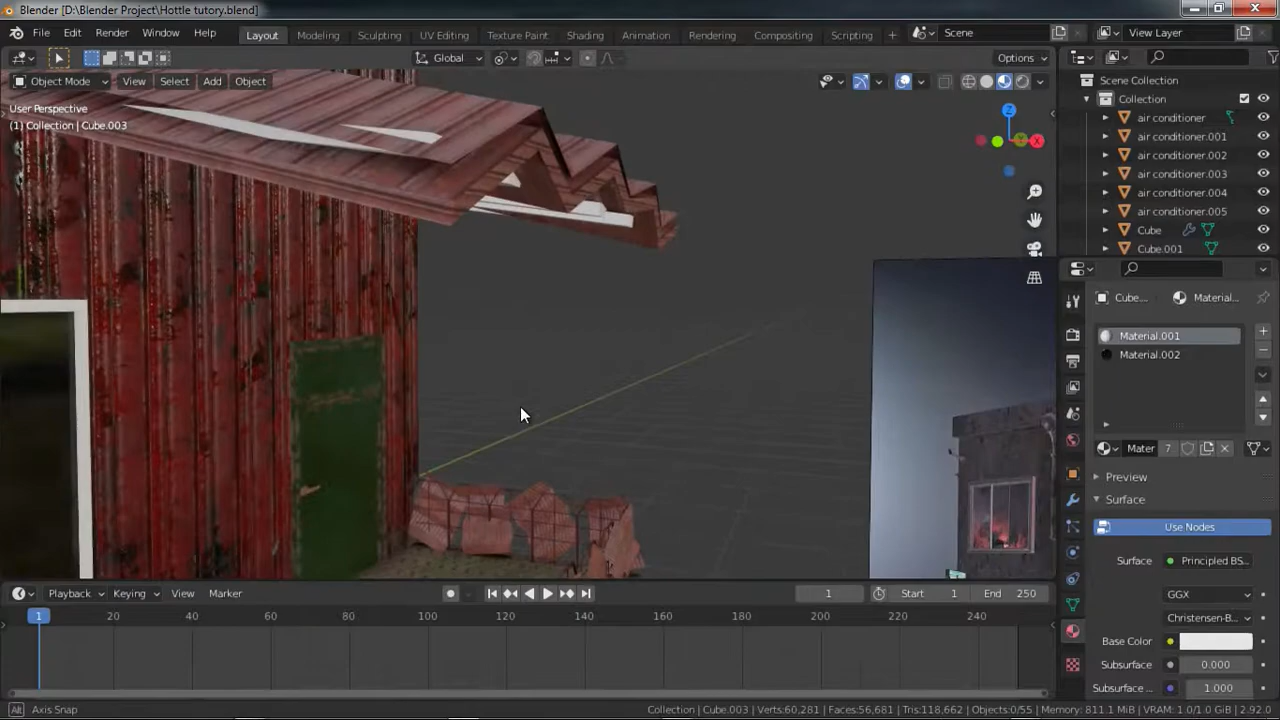 Blender [D:\Blender Project\Hottle tutory.blend]
File Edit Render Window Help
Layout Modeling Sculpting UV Editing Texture Paint Shading Animation Rendering Compositing Scripting
Scene View Layer
Global Options
Object Mode View Select Add Object
User Perspective
(1) Collection | Cube.003
Z
Y
X
Scene Collection
Collection
air conditioner
air conditioner.001
air conditioner.002
air conditioner.003
air conditioner.004
air conditioner.005
Cube
Cube.001
Cube... Material...
Material.001
Material.002
Mater 7
Preview
Surface
Use Nodes
Surface Principled BS...
GGX
Christensen-B...
Base Color
Subsurface 0.000
Subsurface ... 1.000
Playback Keying View Marker 1 Start 1 End 250
1 20 40 60 80 100 120 140 160 180 200 220 240
Alt Axis Snap
Collection | Cube.003 | Verts:60,281 | Faces:56,681 | Tris:118,662 | Objects:0/55 | Memory: 811.1 MiB | VRAM: 1.0/1.0 GiB | 2.92.0